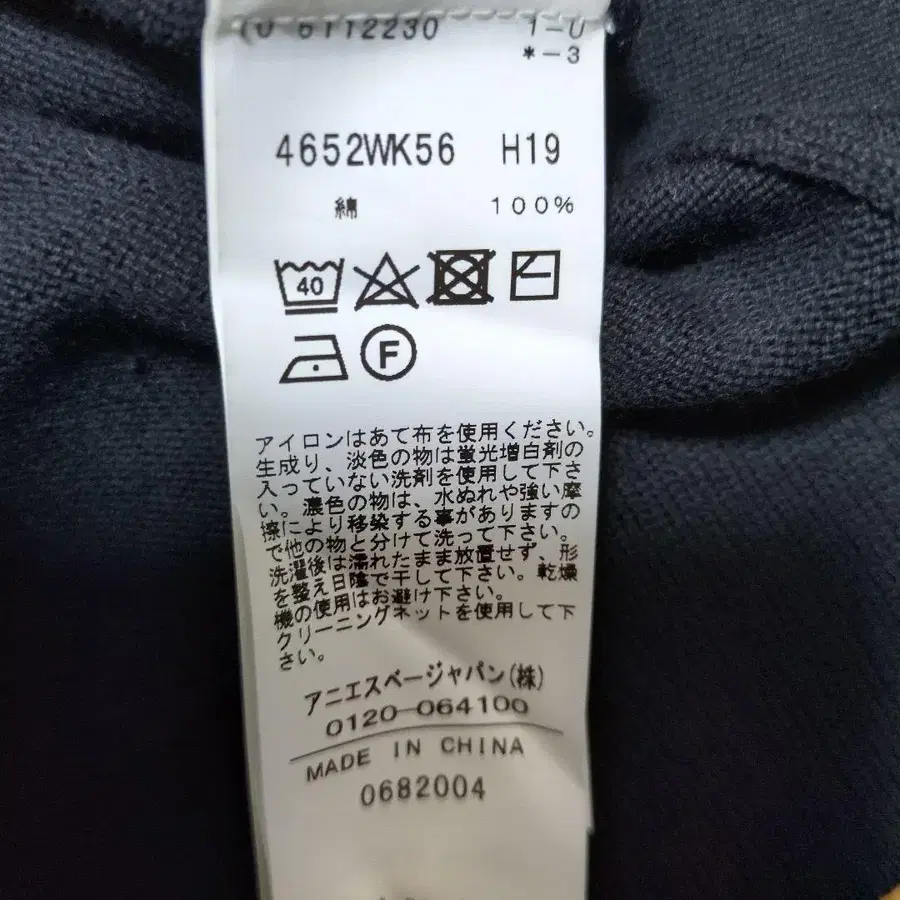 6112230 1-0
*-3
4652WK56 H19
綿 100%
40
F
アイロンはあて布を使用ください。
生成り、淡色の物は蛍光増白剤の
入っていない洗剤を使用して下さ
い。濃色の物は、水ぬれや強い摩
擦により移染する事がありますの
で他の物と分けて洗って下さい。
洗濯後は濡れたまま放置せず、形
を整え日陰で干して下さい。乾燥
機の使用はお避け下さい。
クリーニングネットを使用して下
さい。
アニエスベージャパン(株)
0120-064100
MADE IN CHINA
0682004